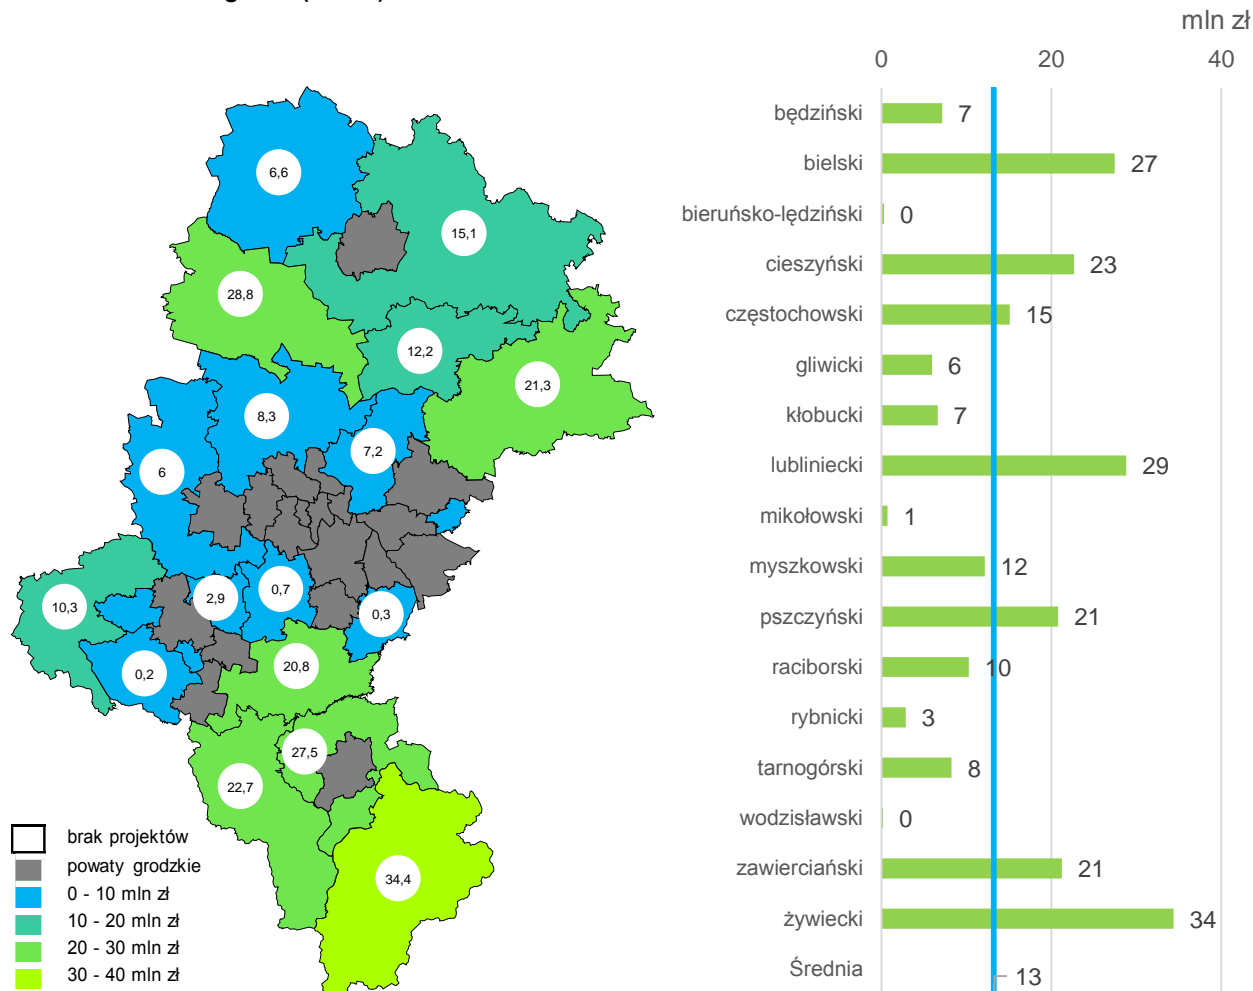 mln zł
0 20 40
6,6
15,1
28,8
12,2
21,3
8,3
7,2
6
10,3
2,9
0,7
0,3
0,2
20,8
27,5
22,7
34,4
brak projektów
powaty grodzkie
0 - 10 mln zł
10 - 20 mln zł
20 - 30 mln zł
30 - 40 mln zł
będziński 7
bielski 27
bieruńsko-lędziński 0
cieszyński 23
częstochowski 15
gliwicki 6
kłobucki 7
lubliniecki 29
mikołowski 1
myszkowski 12
pszczyński 21
raciborski 10
rybnicki 3
tarnogórski 8
wodzisławski 0
zawierciański 21
żywiecki 34
Średnia 13